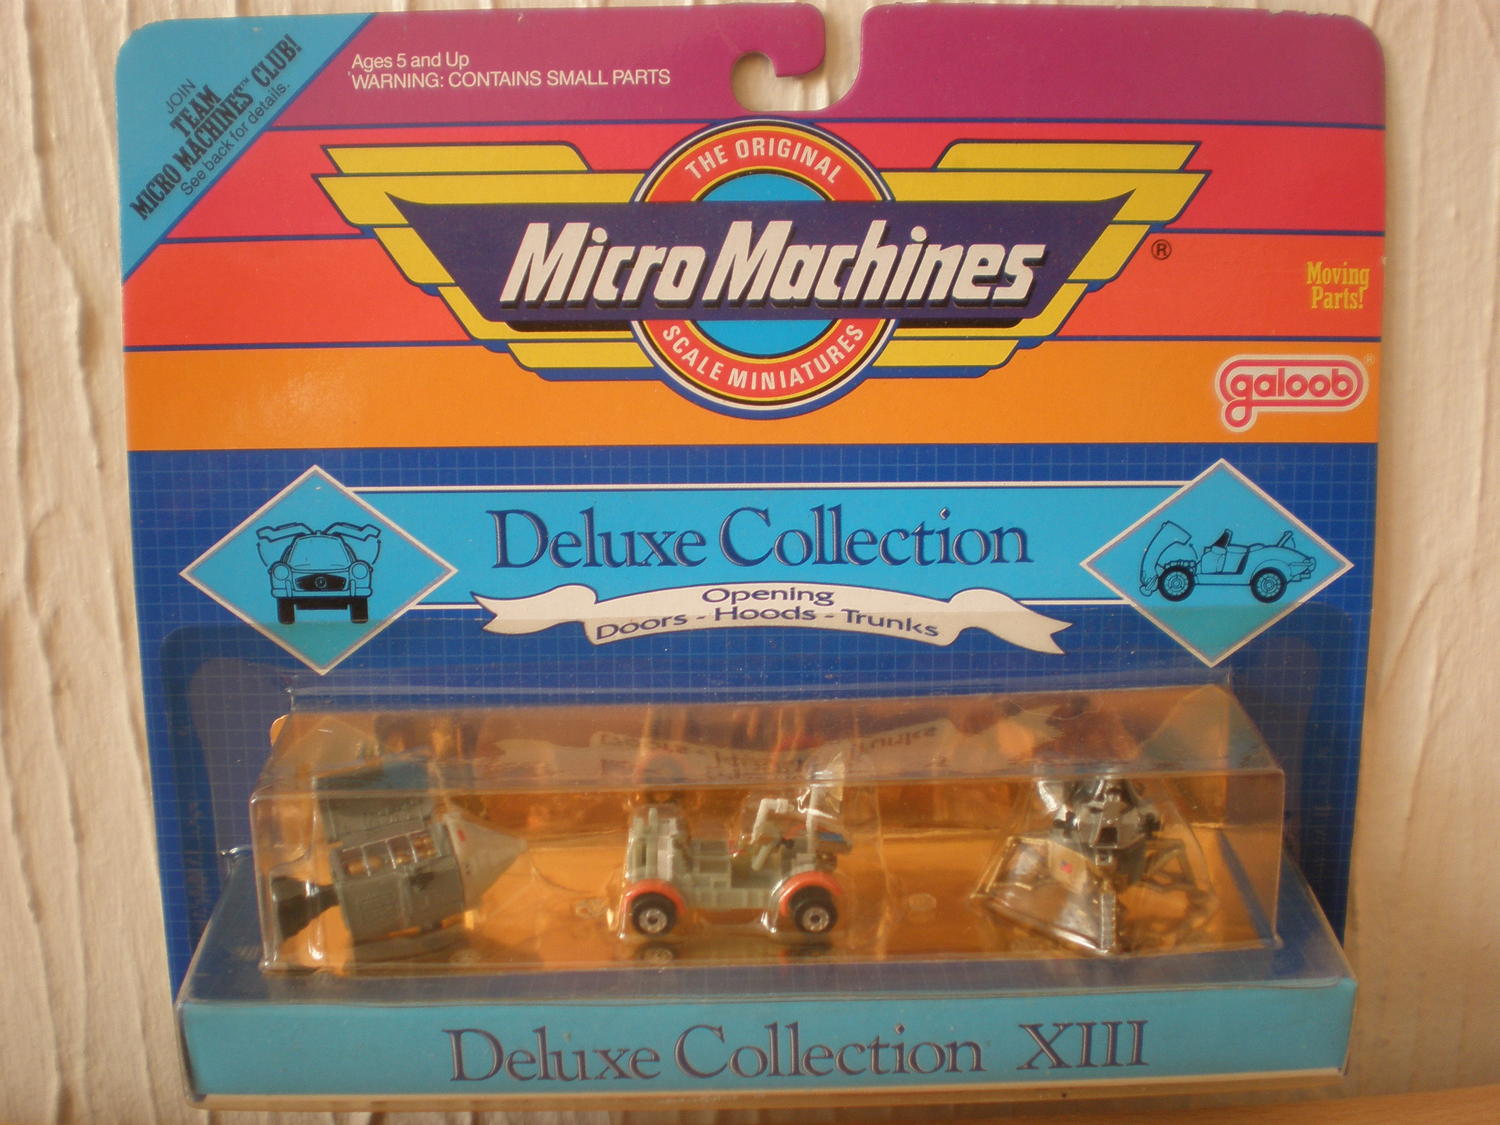 JOIN
TEAM
MICRO MACHINES™ CLUB!
See back for details.
Ages 5 and Up
WARNING: CONTAINS SMALL PARTS
THE ORIGINAL
Micro Machines ®
SCALE MINIATURES
Moving
Parts!
galoob ®
Deluxe Collection
Opening
Doors - Hoods - Trunks
Deluxe Collection XIII